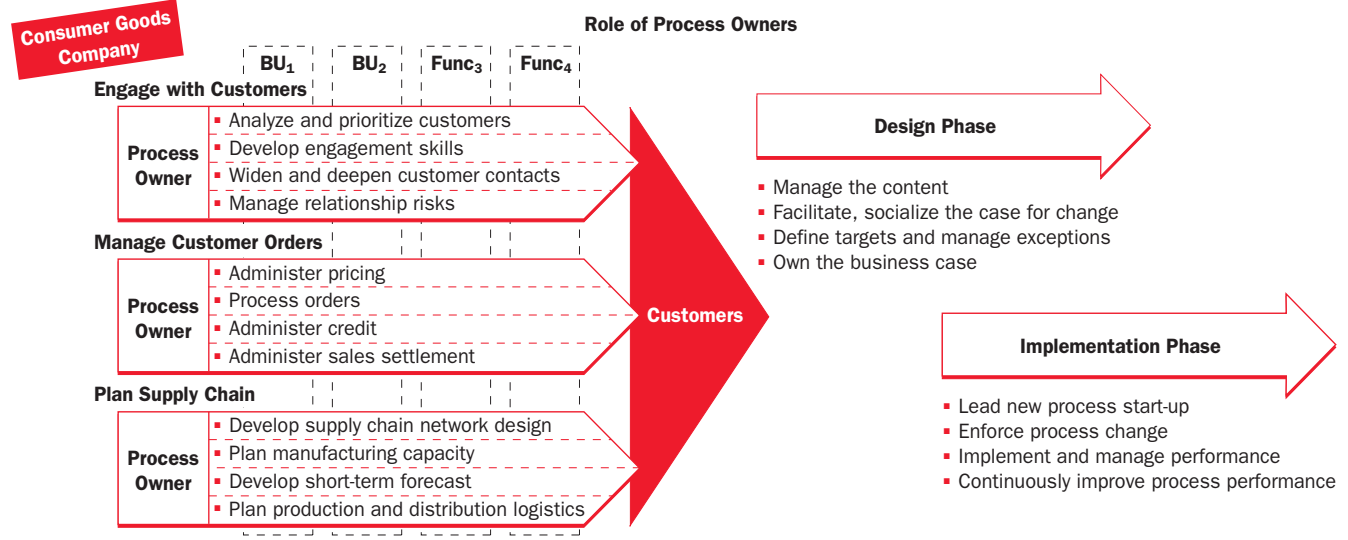 Consumer Goods
Company
Role of Process Owners
BU₁
BU₂
Func₃
Func₄
Engage with Customers
Process
Owner
▪ Analyze and prioritize customers
▪ Develop engagement skills
▪ Widen and deepen customer contacts
▪ Manage relationship risks
Manage Customer Orders
Process
Owner
▪ Administer pricing
▪ Process orders
▪ Administer credit
▪ Administer sales settlement
Plan Supply Chain
Process
Owner
▪ Develop supply chain network design
▪ Plan manufacturing capacity
▪ Develop short-term forecast
▪ Plan production and distribution logistics
Customers
Design Phase
▪ Manage the content
▪ Facilitate, socialize the case for change
▪ Define targets and manage exceptions
▪ Own the business case
Implementation Phase
▪ Lead new process start-up
▪ Enforce process change
▪ Implement and manage performance
▪ Continuously improve process performance